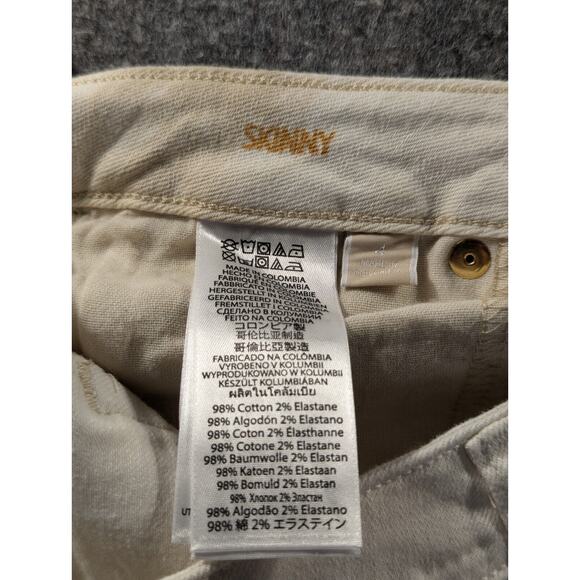 SKINNY
MADE IN COLOMBIA
HECHO EN COLOMBIA
FABRIQUÉ EN COLOMBIE
FABBRICATO IN COLOMBIA
HERGESTELLT IN KOLUMBIEN
GEFABRICEERD IN COLOMBIA
FREMSTILLET I COLOMBIA
СДЕЛАНО В КОЛУМБИИ
FEITO NA COLÔMBIA
コロンビア製
哥伦比亚制造
哥倫比亞製造
FABRICADO NA COLÔMBIA
VYROBENO V KOLUMBII
WYPRODUKOWANO W KOLUMBII
KÉSZÜLT KOLUMBIÁBAN
ผลิตในโคลัมเบีย
98% Cotton 2% Elastane
98% Algodón 2% Elastano
98% Coton 2% Élasthanne
98% Cotone 2% Elastane
98% Baumwolle 2% Elastan
98% Katoen 2% Elastaan
98% Bomuld 2% Elastan
98% Хлопок 2% Эластан
98% Algodão 2% Elastano
98% 綿 2% エラステイン